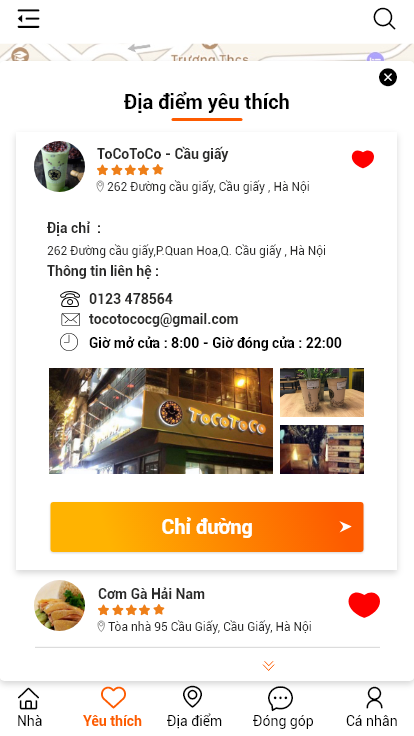 Trương Thcs
Địa điểm yêu thích
ToCoToCo - Cầu giấy
262 Đường cầu giấy, Cầu giấy , Hà Nội
Địa chỉ :
262 Đường cầu giấy,P.Quan Hoa,Q. Cầu giấy , Hà Nội
Thông tin liên hệ :
0123 478564
tocotococg@gmail.com
Giờ mở cửa : 8:00 - Giờ đóng cửa : 22:00
ToCoToCo
Chỉ đường
Cơm Gà Hải Nam
Tòa nhà 95 Cầu Giấy, Cầu Giấy, Hà Nội
Nhà
Yêu thích
Địa điểm
Đóng góp
Cá nhân